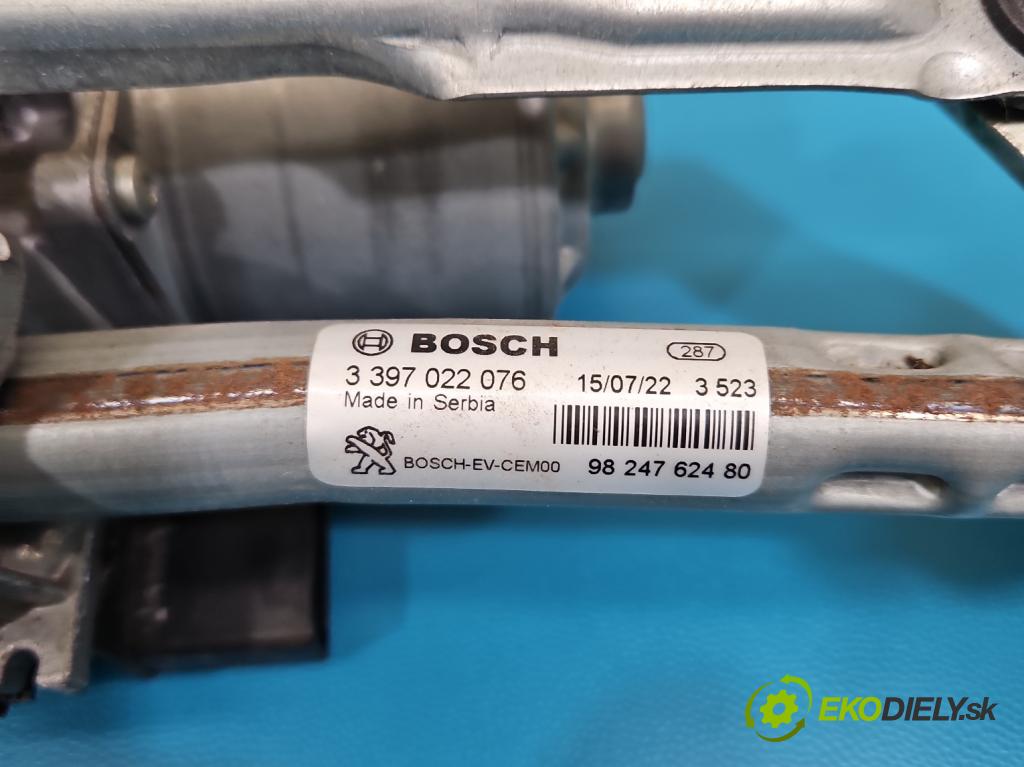 BOSCH 287
3 397 022 076 15/07/22 3 523
Made in Serbia
BOSCH-EV-CEM00 98 247 624 80
EKODIELY.sk